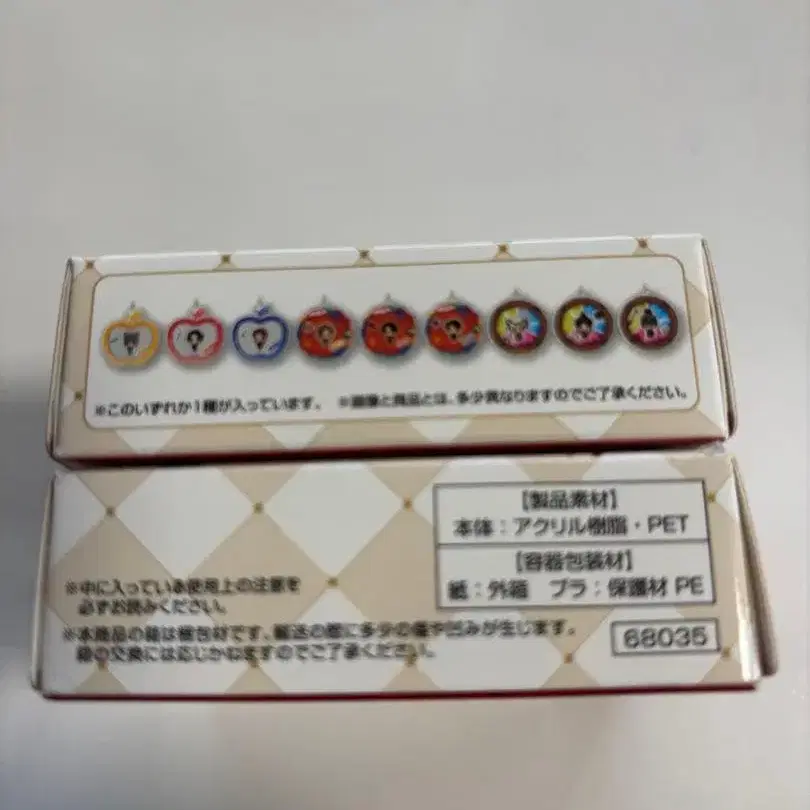 ※このいずれか1種が入っています。 ※画像と商品とは、多少異なりますのでご了承ください。
【製品素材】
本体：アクリル樹脂・PET
【容器包装材】
紙：外箱 プラ：保護材 PE
※中に入っている使用上の注意を
必ずお読みください。
※本商品の箱は梱包材です。輸送の際に多少の傷や凹みが生じます。
箱の交換には応じかねますのでご了承ください。
68035